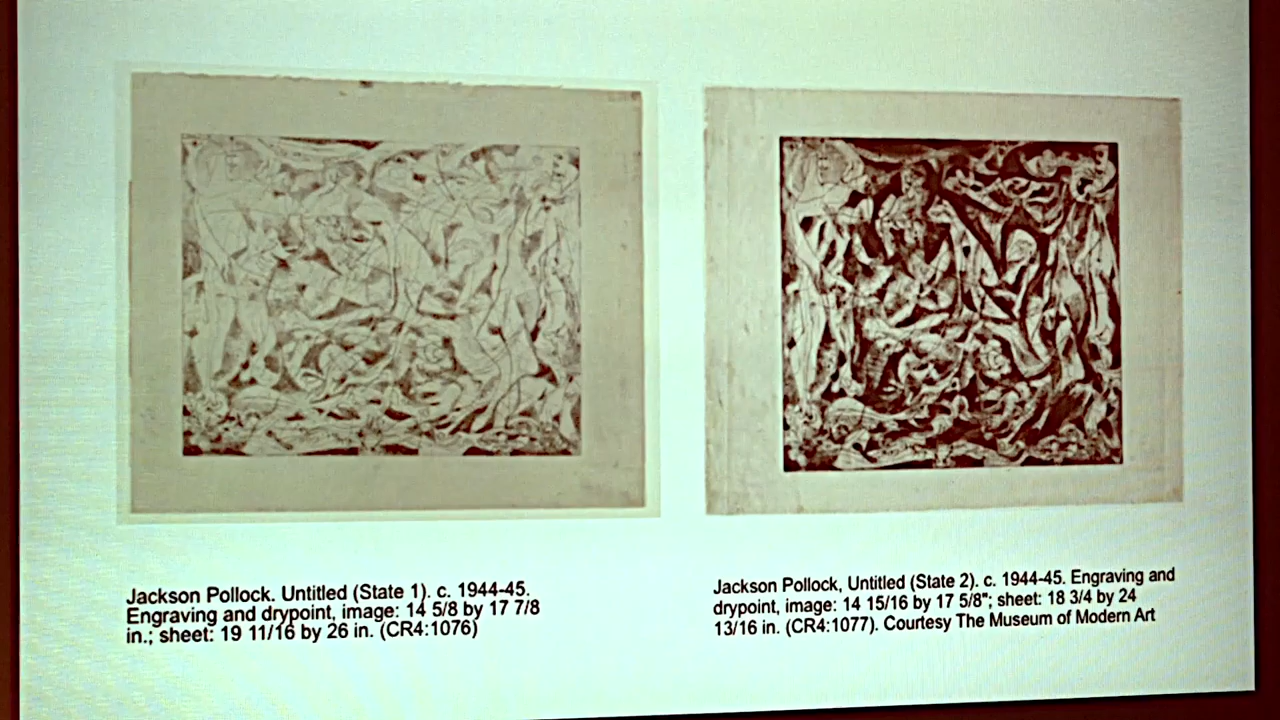 Jackson Pollock. Untitled (State 1). c. 1944-45.
Engraving and drypoint, image: 14 5/8 by 17 7/8
in.; sheet: 19 11/16 by 26 in. (CR4:1076)
Jackson Pollock, Untitled (State 2). c. 1944-45. Engraving and
drypoint, image: 14 15/16 by 17 5/8"; sheet: 18 3/4 by 24
13/16 in. (CR4:1077). Courtesy The Museum of Modern Art